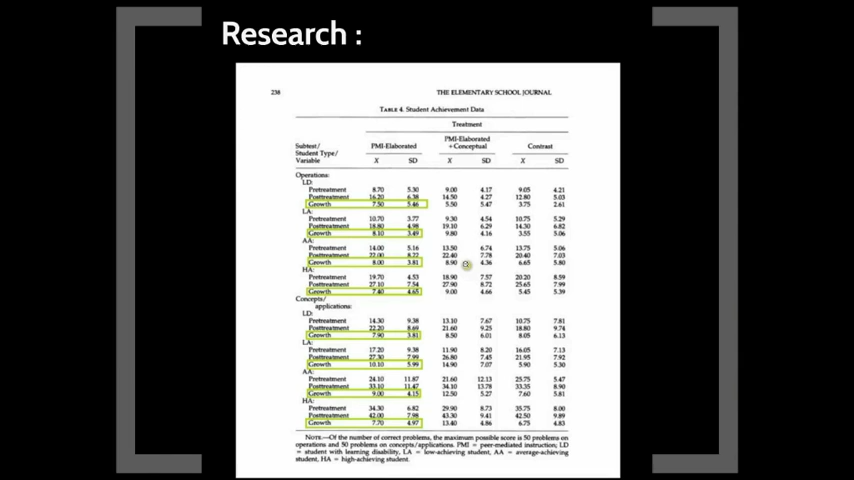 Research :
238
THE ELEMENTARY SCHOOL JOURNAL
TABLE 4. Student Achievement Data
Treatment
Subtest/ Student Type/ Variable
PMI-Elaborated
PMI-Elaborated +Conceptual
Contrast
X SD X SD X SD
Operations:
LD:
Pretreatment 8.70 5.30 9.00 4.17 9.05 4.21
Posttreatment 16.20 6.38 14.50 4.27 12.80 5.03
Growth 7.50 5.46 5.50 5.47 3.75 2.61
LA:
Pretreatment 10.70 3.77 9.30 4.54 10.75 5.29
Posttreatment 18.80 4.98 19.10 6.29 14.30 6.82
Growth 8.10 3.49 9.80 4.16 3.55 5.06
AA:
Pretreatment 14.00 5.16 13.50 6.74 13.75 5.06
Posttreatment 22.00 8.22 22.40 7.78 20.40 7.03
Growth 8.00 3.81 8.90 4.36 6.65 5.80
HA:
Pretreatment 19.70 4.53 18.90 7.57 20.20 8.59
Posttreatment 27.10 7.54 27.90 8.72 25.65 7.99
Growth 7.40 4.65 9.00 4.66 5.45 5.39
Concepts/
applications:
LD:
Pretreatment 14.30 9.38 13.10 7.67 10.75 7.81
Posttreatment 22.20 8.69 21.60 9.25 18.80 9.74
Growth 7.90 3.81 8.50 6.01 8.05 6.13
LA:
Pretreatment 17.20 9.38 11.90 8.20 16.05 7.13
Posttreatment 27.30 7.99 26.80 7.45 21.95 7.92
Growth 10.10 5.99 14.90 7.07 5.90 5.30
AA:
Pretreatment 24.10 11.87 21.60 12.13 25.75 5.47
Posttreatment 33.10 11.47 34.10 13.78 33.35 8.90
Growth 9.00 4.15 12.50 5.27 7.60 5.81
HA:
Pretreatment 34.30 6.82 29.90 8.73 35.75 8.00
Posttreatment 42.00 7.98 43.30 9.41 42.50 9.89
Growth 7.70 4.97 13.40 4.86 6.75 4.83
NOTE.—Of the number of correct problems, the maximum possible score is 50 problems on
operations and 50 problems on concepts/applications. PMI = peer-mediated instruction; LD
= student with learning disability, LA = low-achieving student, AA = average-achieving
student, HA = high-achieving student.